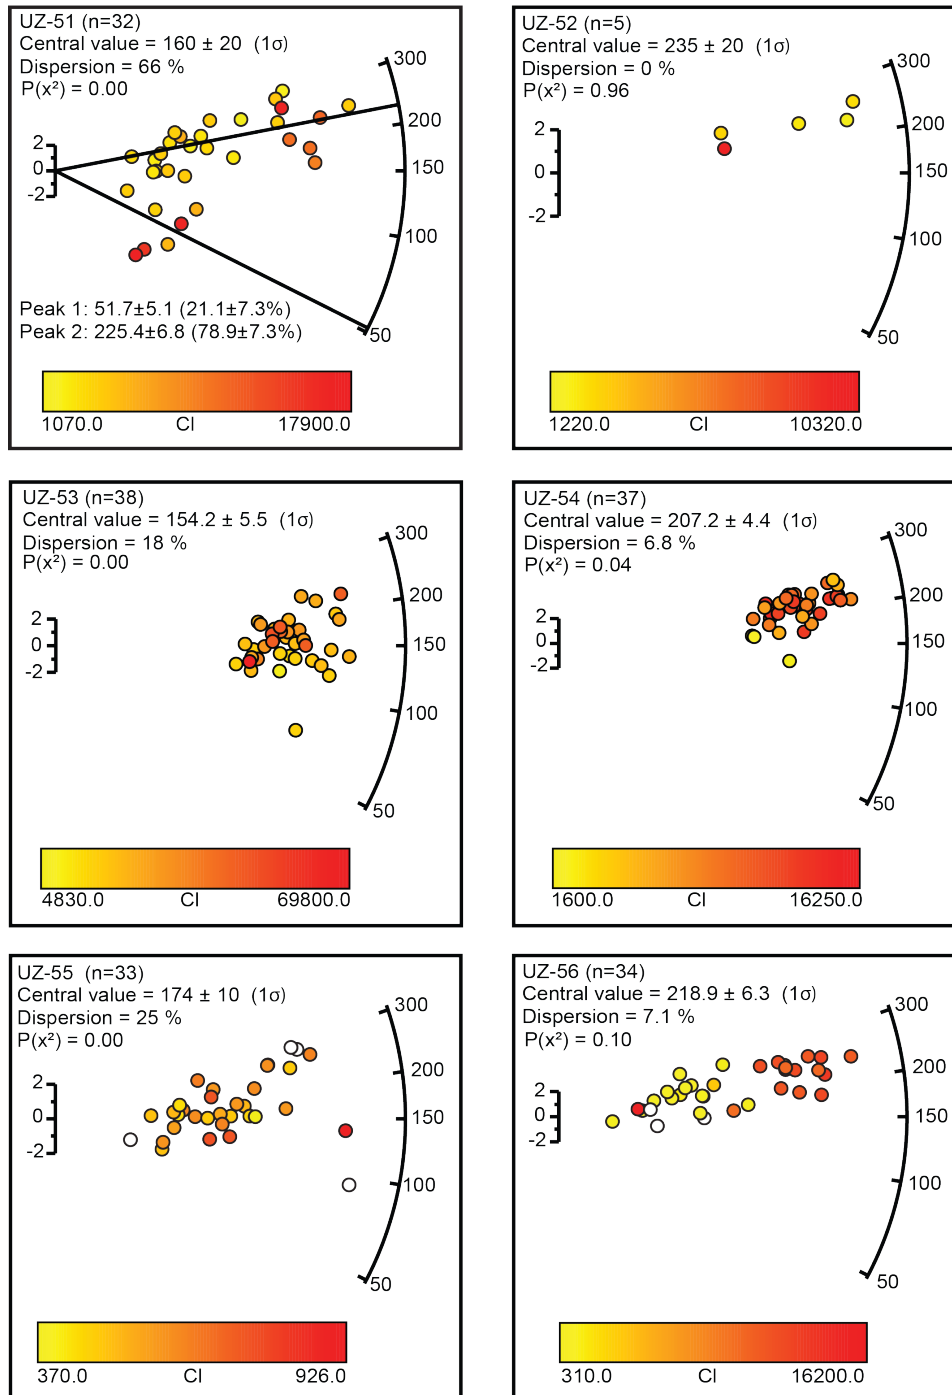 UZ-51 (n=32)
Central value = 160 ± 20 (1σ)
Dispersion = 66 %
P(x²) = 0.00
300
200
150
100
50
2
0
-2
Peak 1: 51.7±5.1 (21.1±7.3%)
Peak 2: 225.4±6.8 (78.9±7.3%)
1070.0 CI 17900.0
UZ-52 (n=5)
Central value = 235 ± 20 (1σ)
Dispersion = 0 %
P(x²) = 0.96
300
200
150
100
50
2
0
-2
1220.0 CI 10320.0
UZ-53 (n=38)
Central value = 154.2 ± 5.5 (1σ)
Dispersion = 18 %
P(x²) = 0.00
300
200
150
100
50
2
0
-2
4830.0 CI 69800.0
UZ-54 (n=37)
Central value = 207.2 ± 4.4 (1σ)
Dispersion = 6.8 %
P(x²) = 0.04
300
200
150
100
50
2
0
-2
1600.0 CI 16250.0
UZ-55 (n=33)
Central value = 174 ± 10 (1σ)
Dispersion = 25 %
P(x²) = 0.00
300
200
150
100
50
2
0
-2
370.0 CI 926.0
UZ-56 (n=34)
Central value = 218.9 ± 6.3 (1σ)
Dispersion = 7.1 %
P(x²) = 0.10
300
200
150
100
50
2
0
-2
310.0 CI 16200.0